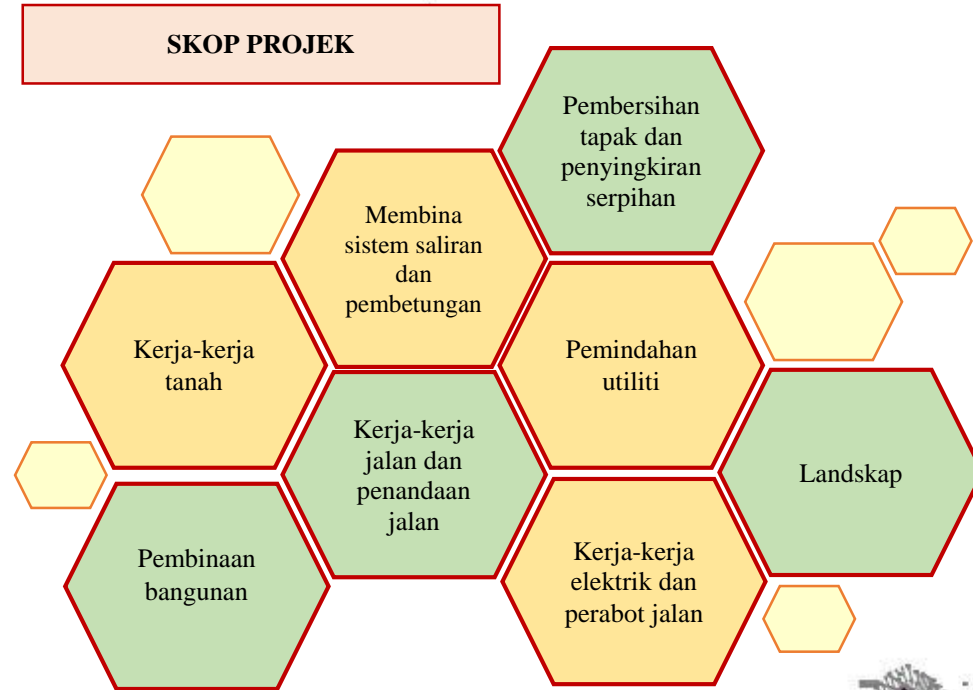 SKOP PROJEK
Pembersihan
tapak dan
penyingkiran
serpihan
Membina
sistem saliran
dan
pembetungan
Kerja-kerja
tanah
Pemindahan
utiliti
Kerja-kerja
jalan dan
penandaan
jalan
Landskap
Pembinaan
bangunan
Kerja-kerja
elektrik dan
perabot jalan